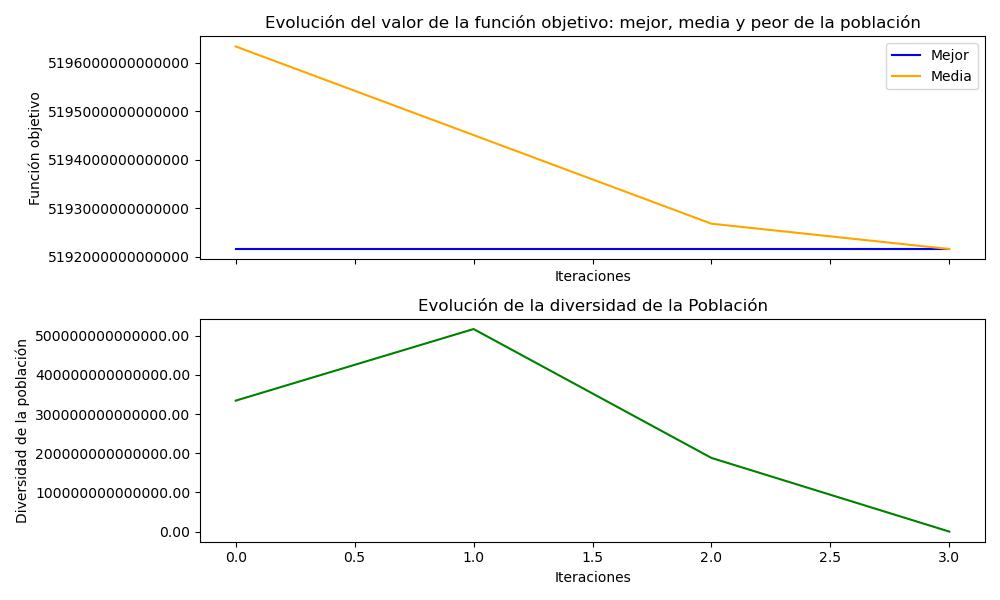 Evolución del valor de la función objetivo: mejor, media y peor de la población
Función objetivo
5196000000000000
5195000000000000
5194000000000000
5193000000000000
5192000000000000
Mejor
Media
Iteraciones
Evolución de la diversidad de la Población
Diversidad de la población
500000000000000.00
400000000000000.00
300000000000000.00
200000000000000.00
100000000000000.00
0.00
0.0 0.5 1.0 1.5 2.0 2.5 3.0
Iteraciones